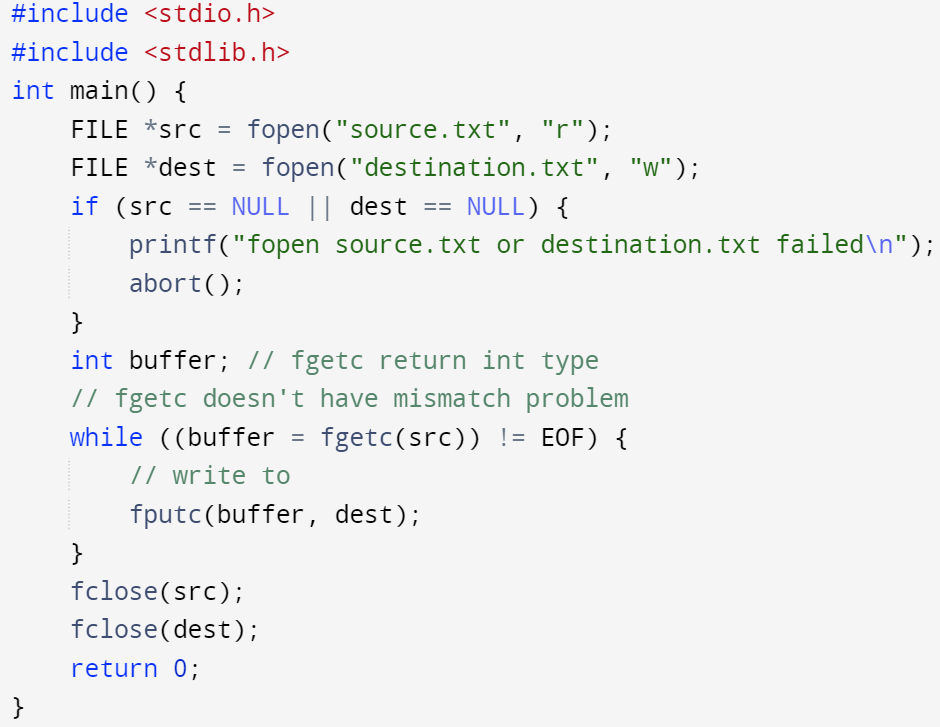 #include <stdio.h>
#include <stdlib.h>
int main() {
    FILE *src = fopen("source.txt", "r");
    FILE *dest = fopen("destination.txt", "w");
    if (src == NULL || dest == NULL) {
        printf("fopen source.txt or destination.txt failed\n");
        abort();
    }
    int buffer; // fgetc return int type
    // fgetc doesn't have mismatch problem
    while ((buffer = fgetc(src)) != EOF) {
        // write to
        fputc(buffer, dest);
    }
    fclose(src);
    fclose(dest);
    return 0;
}